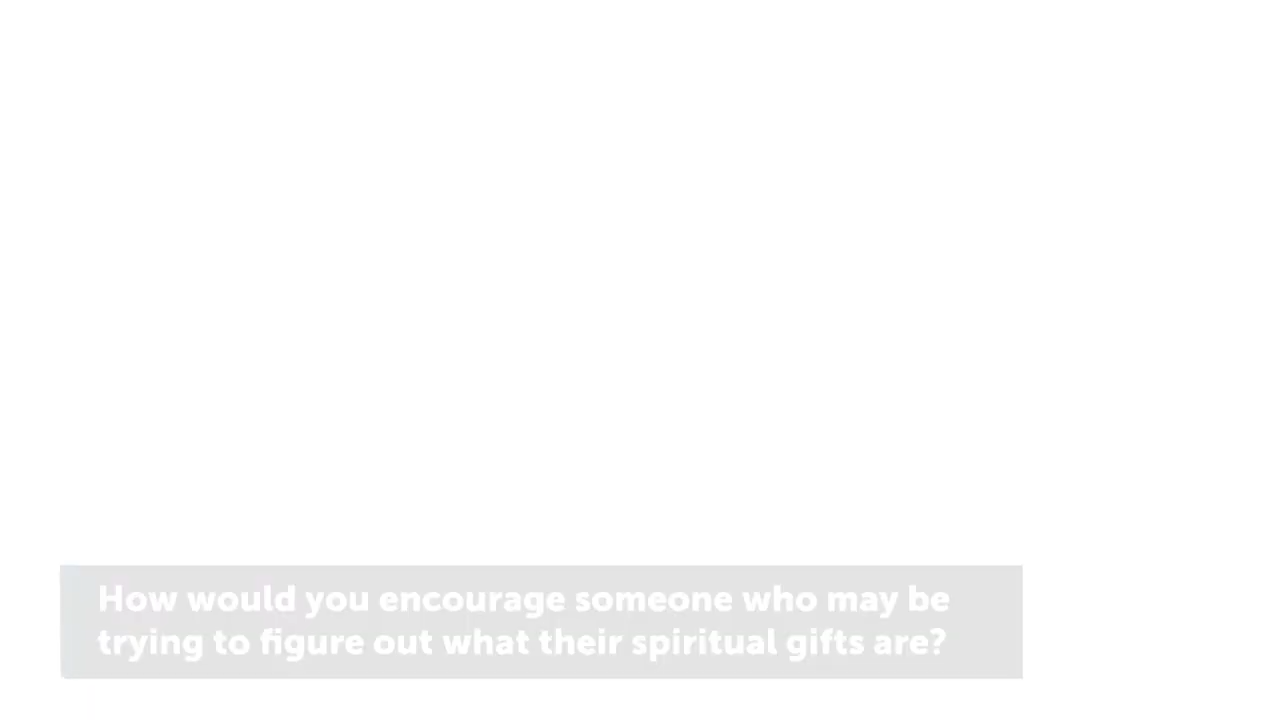 How would you encourage someone who may be
trying to figure out what their spiritual gifts are?